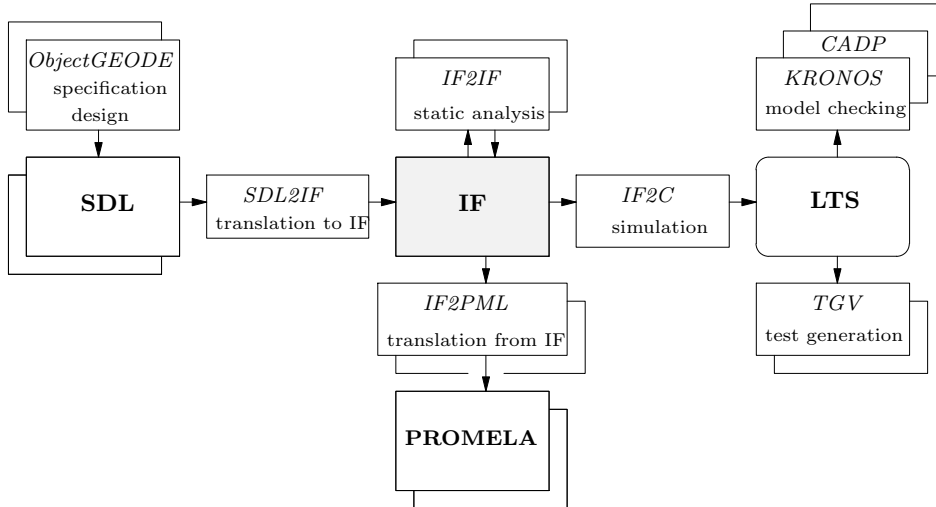 ObjectGEODE
specification
design
IF2IF
static analysis
CADP
KRONOS
model checking
SDL
SDL2IF
translation to IF
IF
IF2C
simulation
LTS
IF2PML
translation from IF
TGV
test generation
PROMELA